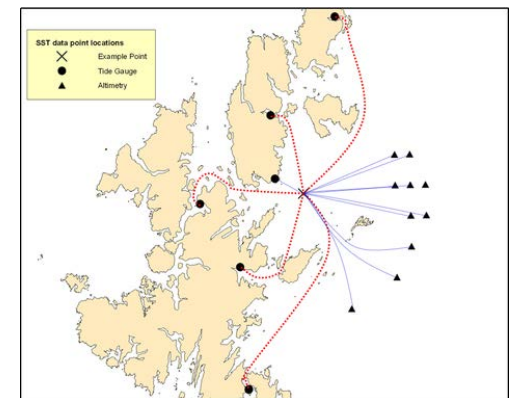 SST data point locations
Example Point
Tide Gauge
Altimetry